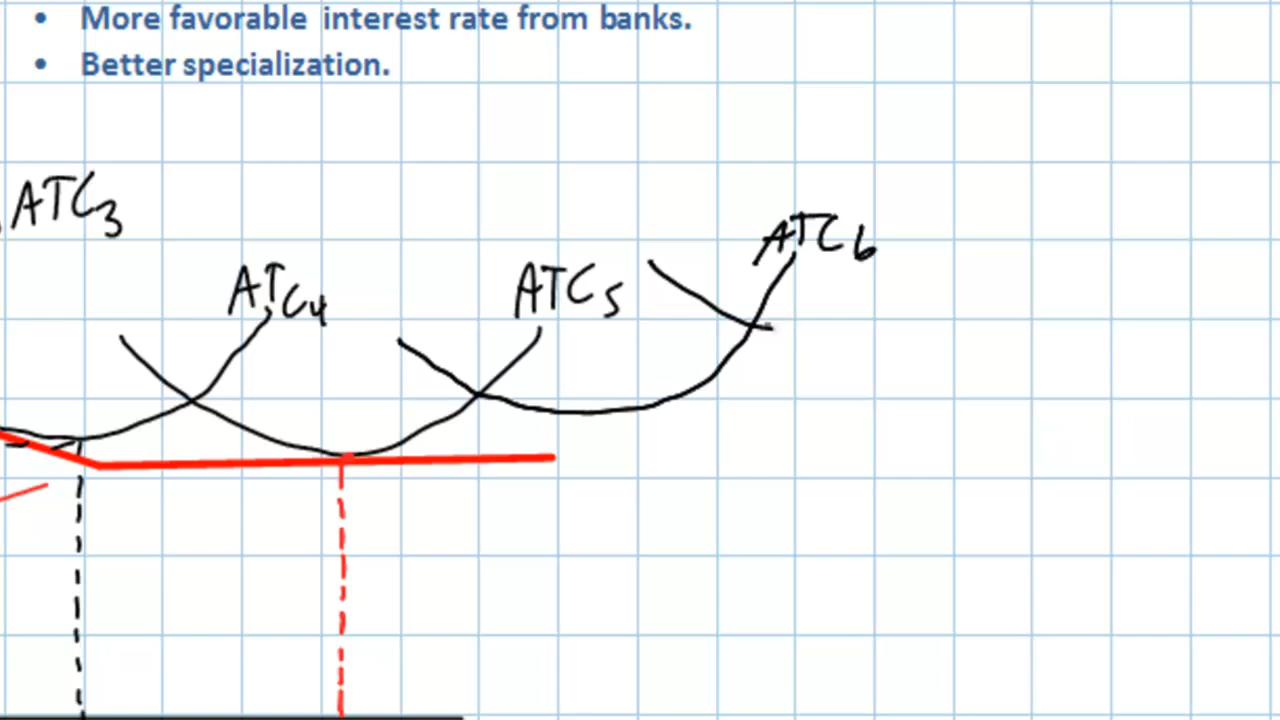 • More favorable interest rate from banks.
• Better specialization.
ATC3
ATC4
ATC5
ATC6